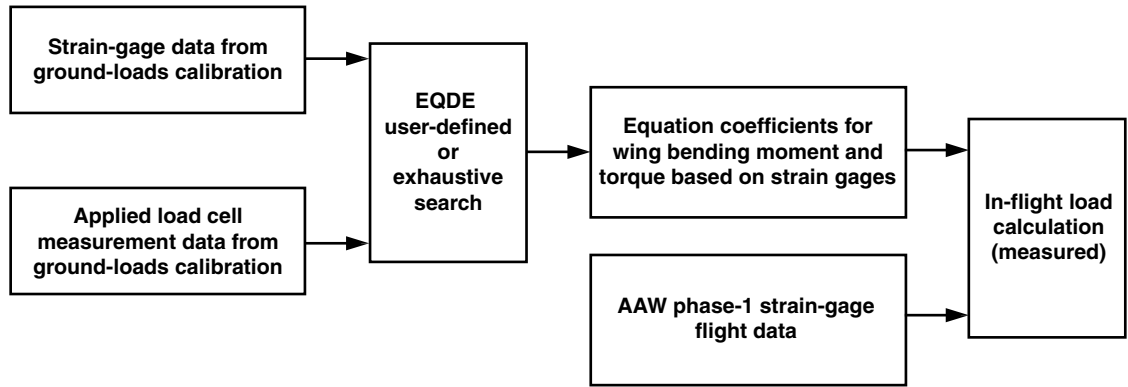 Strain-gage data from
ground-loads calibration
Applied load cell
measurement data from
ground-loads calibration
EQDE
user-defined
or
exhaustive
search
Equation coefficients for
wing bending moment and
torque based on strain gages
AAW phase-1 strain-gage
flight data
In-flight load
calculation
(measured)